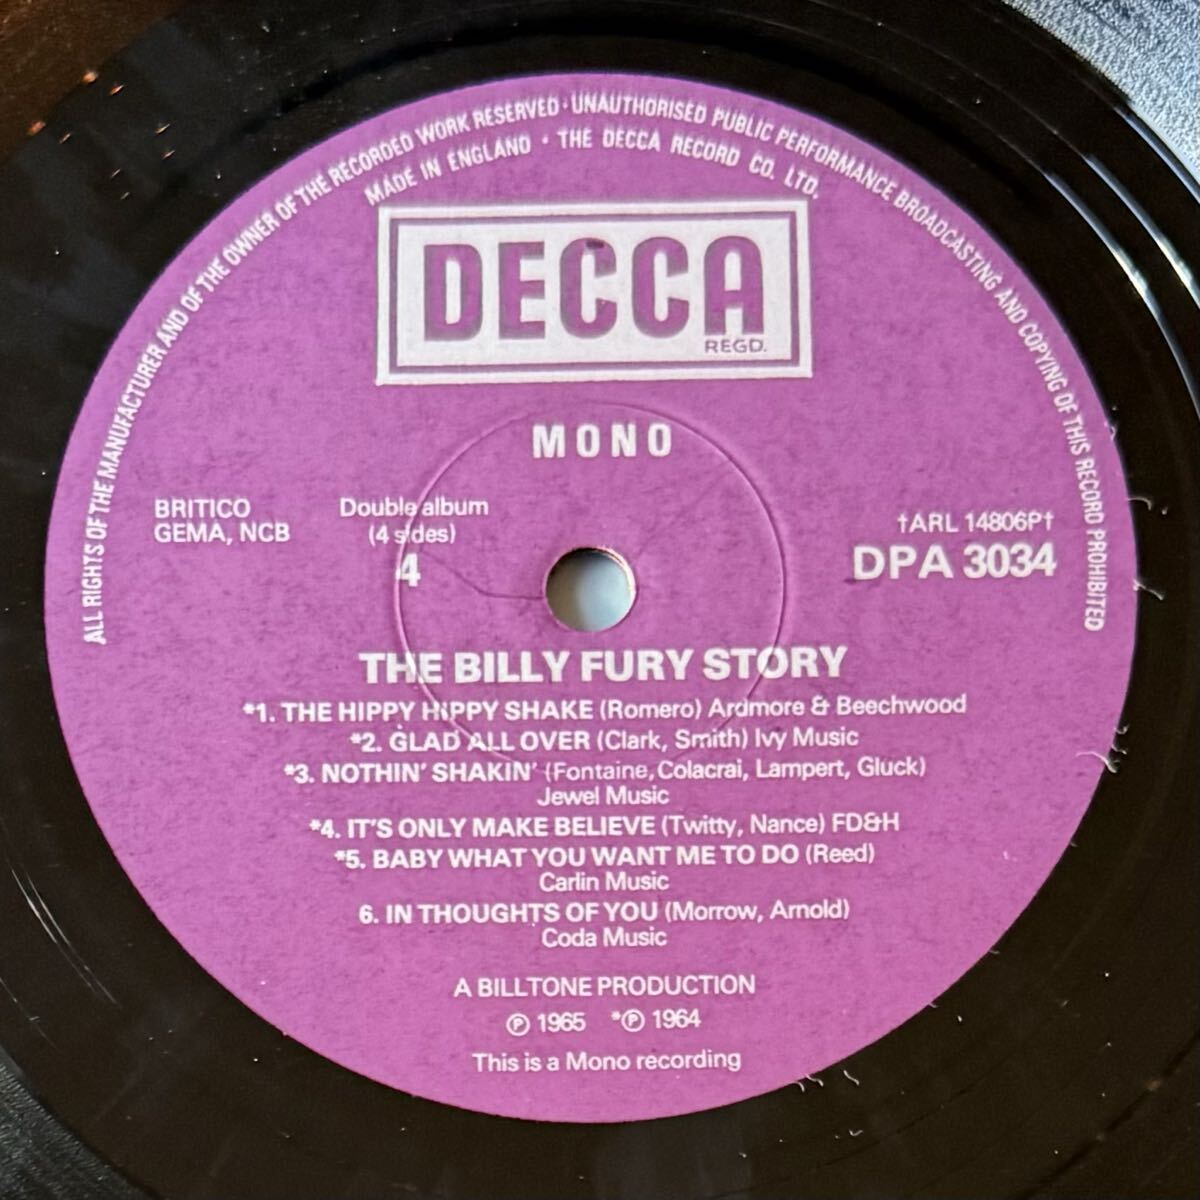 ALL RIGHTS OF THE MANUFACTURER AND OF THE OWNER OF THE RECORDED WORK RESERVED · UNAUTHORISED PUBLIC PERFORMANCE BROADCASTING AND COPYING OF THIS RECORD PROHIBITED
MADE IN ENGLAND · THE DECCA RECORD CO. LTD.
DECCA
REGD.
MONO
BRITICO
GEMA, NCB
Double album
(4 sides)
4
†ARL 14806P†
DPA 3034
THE BILLY FURY STORY
*1. THE HIPPY HIPPY SHAKE (Romero) Ardmore & Beechwood
*2. GLAD ALL OVER (Clark, Smith) Ivy Music
*3. NOTHIN' SHAKIN' (Fontaine, Colacrai, Lampert, Gluck)
Jewel Music
*4. IT'S ONLY MAKE BELIEVE (Twitty, Nance) FD&H
*5. BABY WHAT YOU WANT ME TO DO (Reed)
Carlin Music
6. IN THOUGHTS OF YOU (Morrow, Arnold)
Coda Music
A BILLTONE PRODUCTION
℗ 1965 *℗ 1964
This is a Mono recording